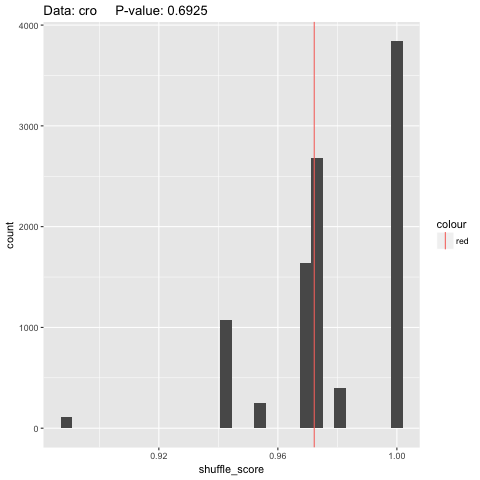 Data: cro P-value: 0.6925
4000
3000
2000
1000
0
count
0.92 0.96 1.00
shuffle_score
colour
red